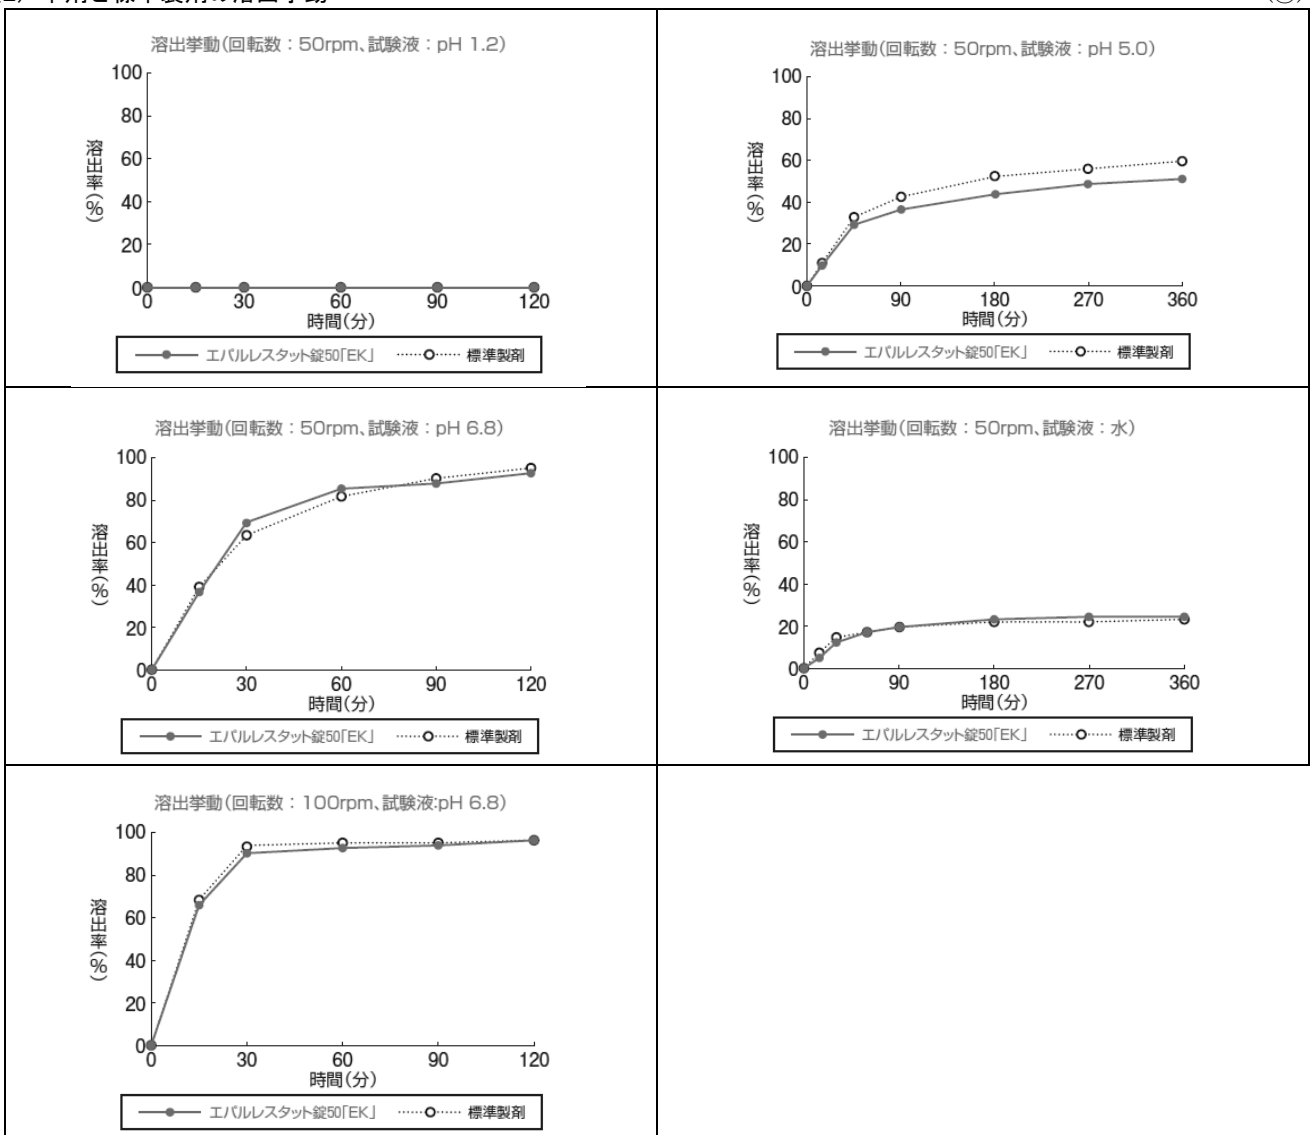 溶出挙動(回転数：50rpm、試験液：pH 1.2)
100
80
60
40
20
0
溶出率(%)
0 30 60 90 120
時間(分)
エパルレスタット錠50「EK」 標準製剤
溶出挙動(回転数：50rpm、試験液：pH 5.0)
100
80
60
40
20
0
溶出率(%)
0 90 180 270 360
時間(分)
エパルレスタット錠50「EK」 標準製剤
溶出挙動(回転数：50rpm、試験液：pH 6.8)
100
80
60
40
20
0
溶出率(%)
0 30 60 90 120
時間(分)
エパルレスタット錠50「EK」 標準製剤
溶出挙動(回転数：50rpm、試験液：水)
100
80
60
40
20
0
溶出率(%)
0 90 180 270 360
時間(分)
エパルレスタット錠50「EK」 標準製剤
溶出挙動(回転数：100rpm、試験液:pH 6.8)
100
80
60
40
20
0
溶出率(%)
0 30 60 90 120
時間(分)
エパルレスタット錠50「EK」 標準製剤